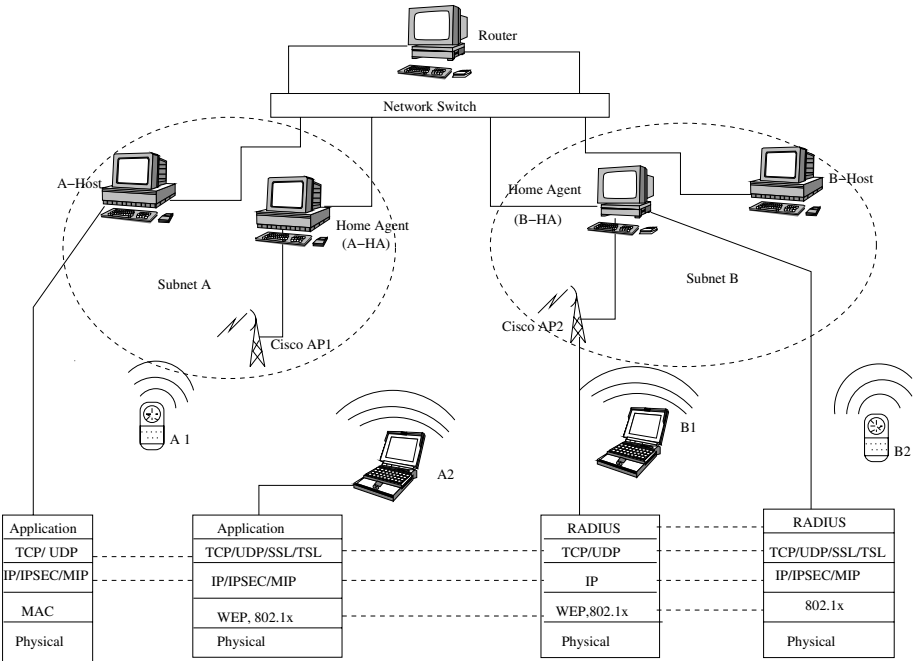 Router
Network Switch
A−Host
Home Agent
(A−HA)
Home Agent
(B−HA)
B−Host
Subnet A
Subnet B
Cisco AP1
Cisco AP2
A 1
A2
B1
B2
Application
TCP/ UDP
IP/IPSEC/MIP
MAC
Physical
Application
TCP/UDP/SSL/TSL
IP/IPSEC/MIP
WEP, 802.1x
Physical
RADIUS
TCP/UDP
IP
WEP,802.1x
Physical
RADIUS
TCP/UDP/SSL/TSL
IP/IPSEC/MIP
802.1x
Physical